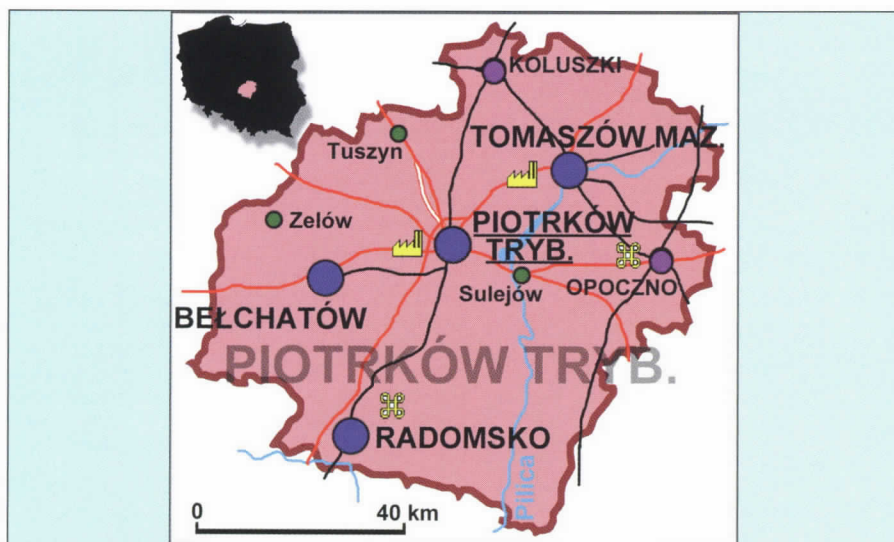 KOLUSZKI
TOMASZÓW MAZ.
Tuszyn
Zelów
PIOTRKÓW
TRYB.
Sulejów
OPOCZNO
BEŁCHATÓW
PIOTRKÓW TRYB.
RADOMSKO
Pilica
0 40 km